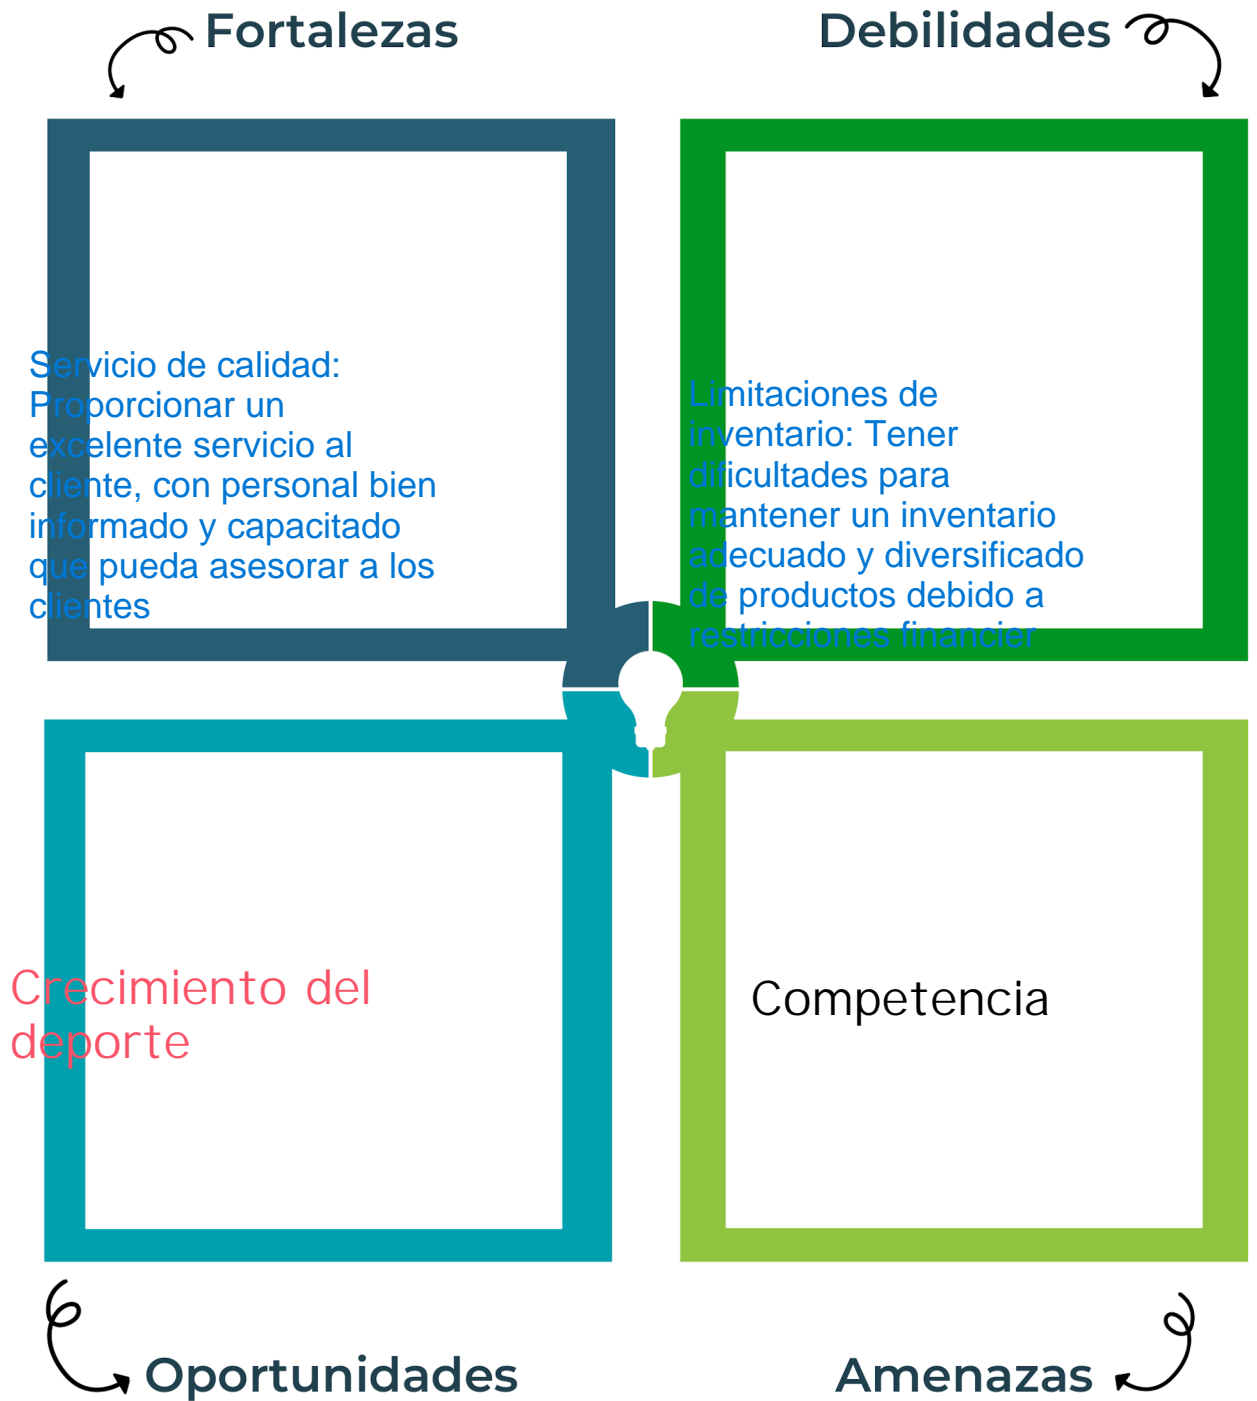 Fortalezas
Debilidades
Servicio de calidad:
Proporcionar un
excelente servicio al
cliente, con personal bien
informado y capacitado
que pueda asesorar a los
clientes
Limitaciones de
inventario: Tener
dificultades para
mantener un inventario
adecuado y diversificado
de productos debido a
restricciones financier
Crecimiento del
deporte
Competencia
Oportunidades
Amenazas